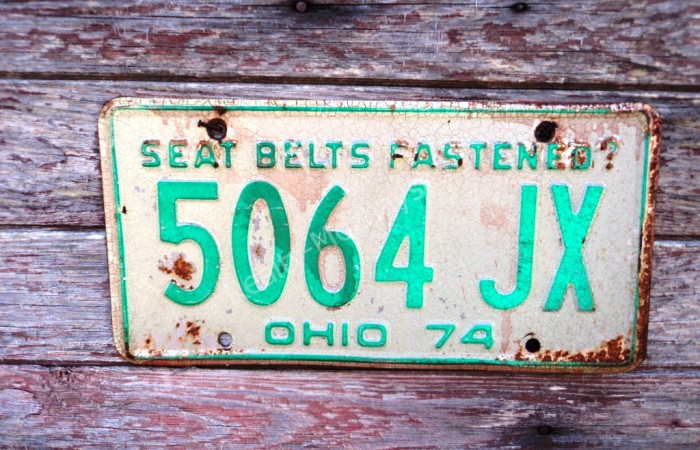 SEAT BELTS FASTENED?
5064 JX
OHIO 74